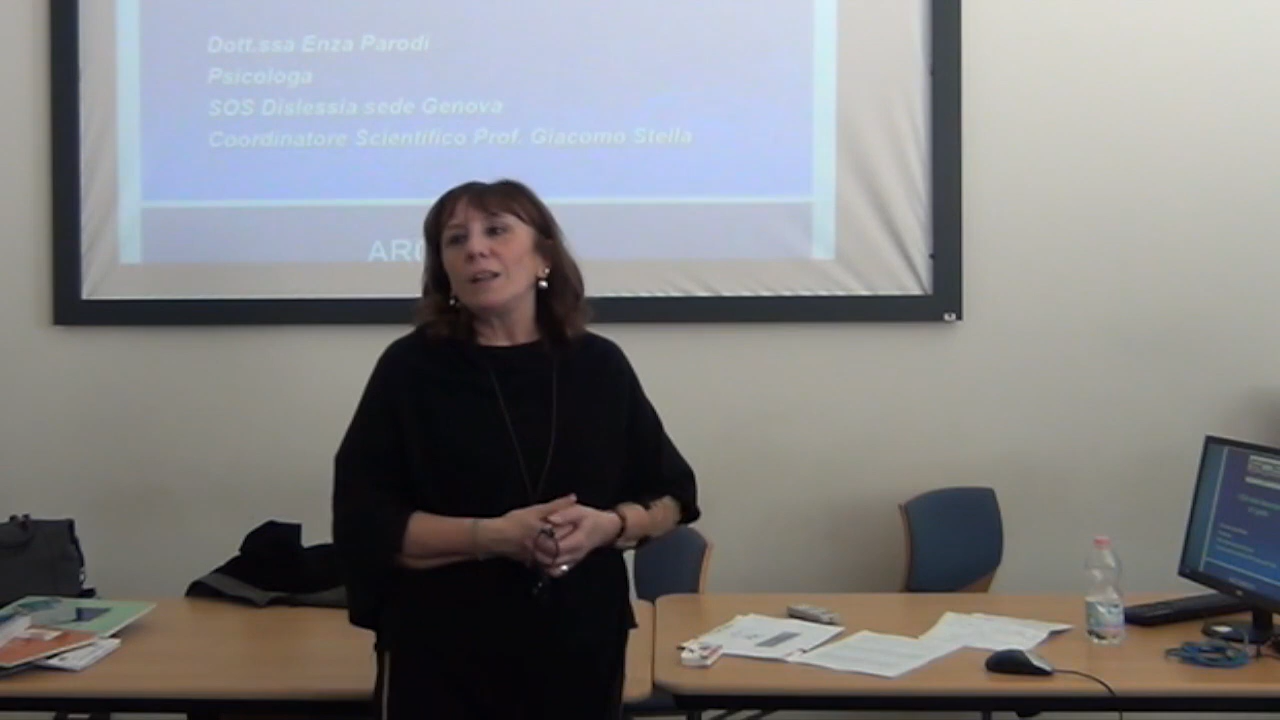 Dott.ssa Enza Parodi
Psicologa
SOS Dislessia sede Genova
Coordinatore Scientifico Prof. Giacomo Stella